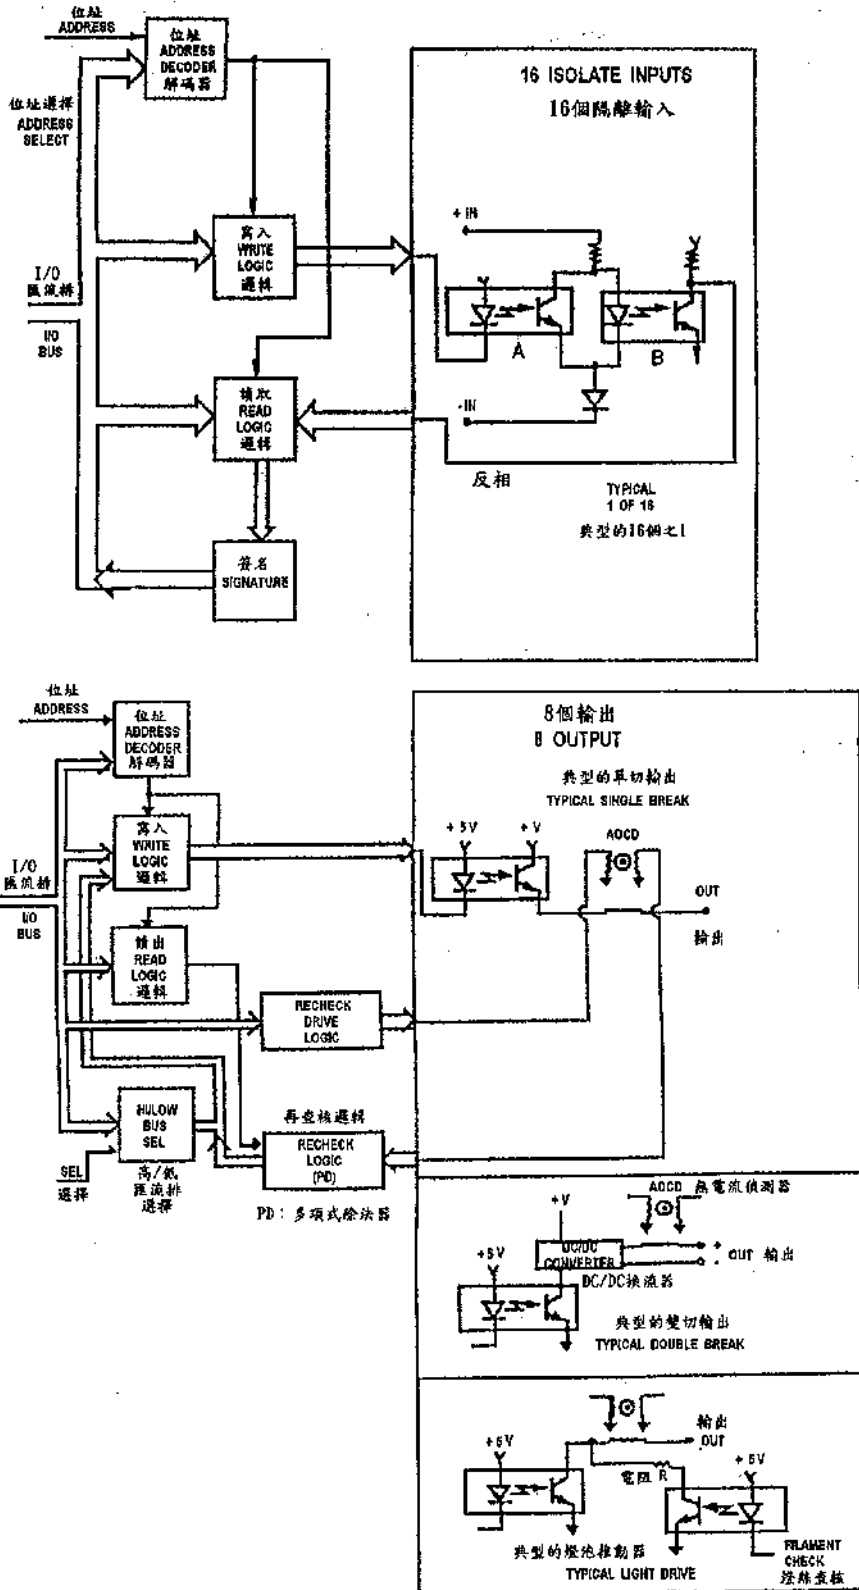 位址
ADDRESS
位址
ADDRESS
DECODER
解碼器
位址選擇
ADDRESS
SELECT
16 ISOLATE INPUTS
16個隔離輸入
+ IN
寫入
WRITE
LOGIC
邏輯
I/O
匯流排
I/O
BUS
A
B
讀取
READ
LOGIC
邏輯
-IN
反相
TYPICAL
1 OF 16
典型的16個之1
簽名
SIGNATURE
位址
ADDRESS
位址
ADDRESS
DECODER
解碼器
8個輸出
8 OUTPUT
典型的單切輸出
TYPICAL SINGLE BREAK
+ 5V
+ V
AOCD
寫入
WRITE
LOGIC
邏輯
I/O
匯流排
I/O
BUS
OUT
輸出
讀出
READ
LOGIC
邏輯
RECHECK
DRIVE
LOGIC
HI/LOW
BUS
SEL
再查核邏輯
RECHECK
LOGIC
(PD)
SEL
選擇
高/低
匯流排
選擇
PD: 多項式除法器
AOCD 無電流偵測器
+V
+5V
DC/DC
CONVERTER
+
-
OUT 輸出
DC/DC換流器
典型的雙切輸出
TYPICAL DOUBLE BREAK
輸出
OUT
+ 5V
+ 5V
電阻 R
典型的燈泡推動器
TYPICAL LIGHT DRIVE
FILAMENT
CHECK
燈絲查核